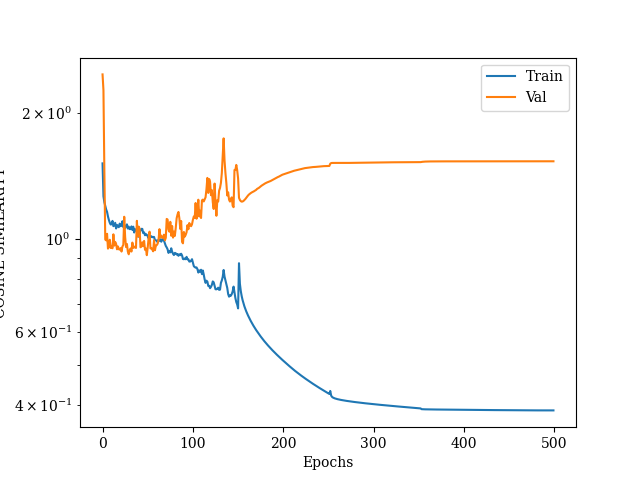 Train
Val
2 × 10⁰
10⁰
6 × 10⁻¹
4 × 10⁻¹
COSINE SIMILARITY
0 100 200 300 400 500
Epochs